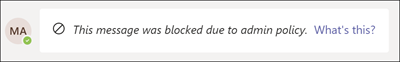 MA
This message was blocked due to admin policy. What's this?